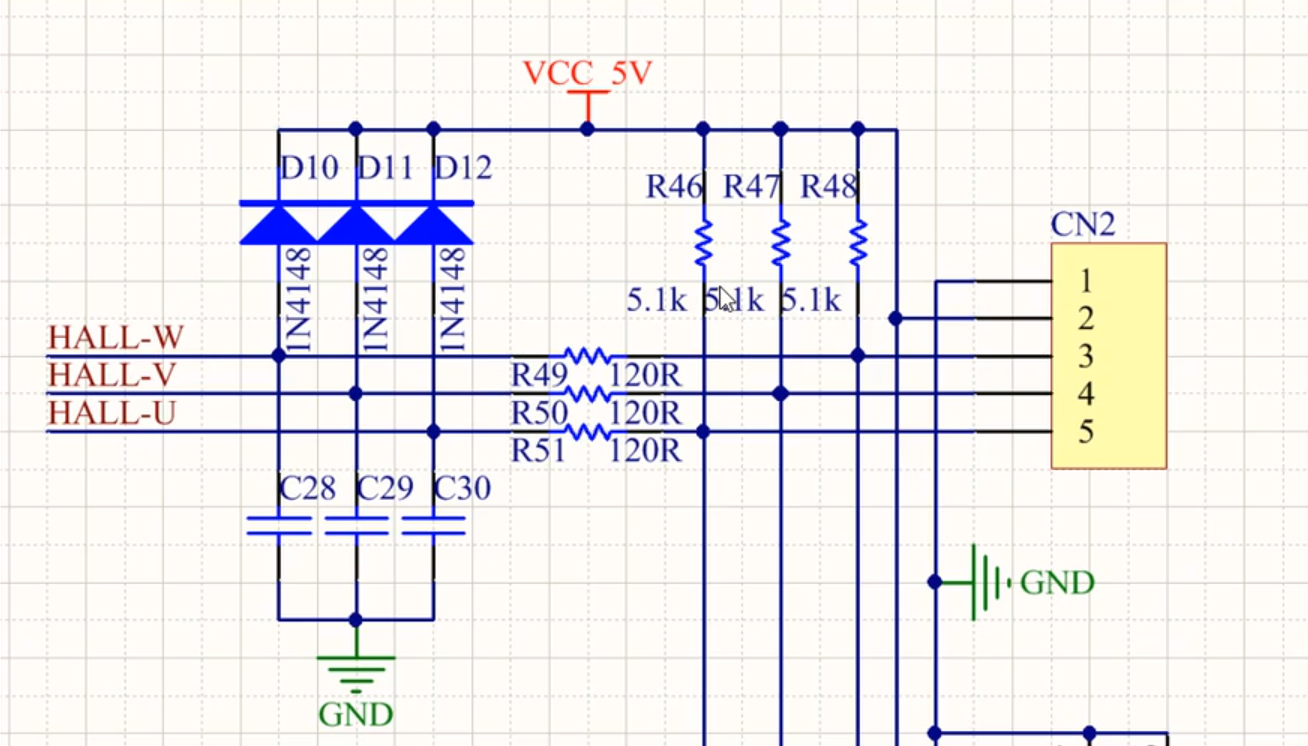 VCC_5V
D10 D11 D12
R46 R47 R48
1N4148 1N4148 1N4148
CN2
5.1k 5.1k 5.1k
1
2
3
4
5
HALL-W
HALL-V
HALL-U
R49 120R
R50 120R
R51 120R
C28 C29 C30
GND
GND